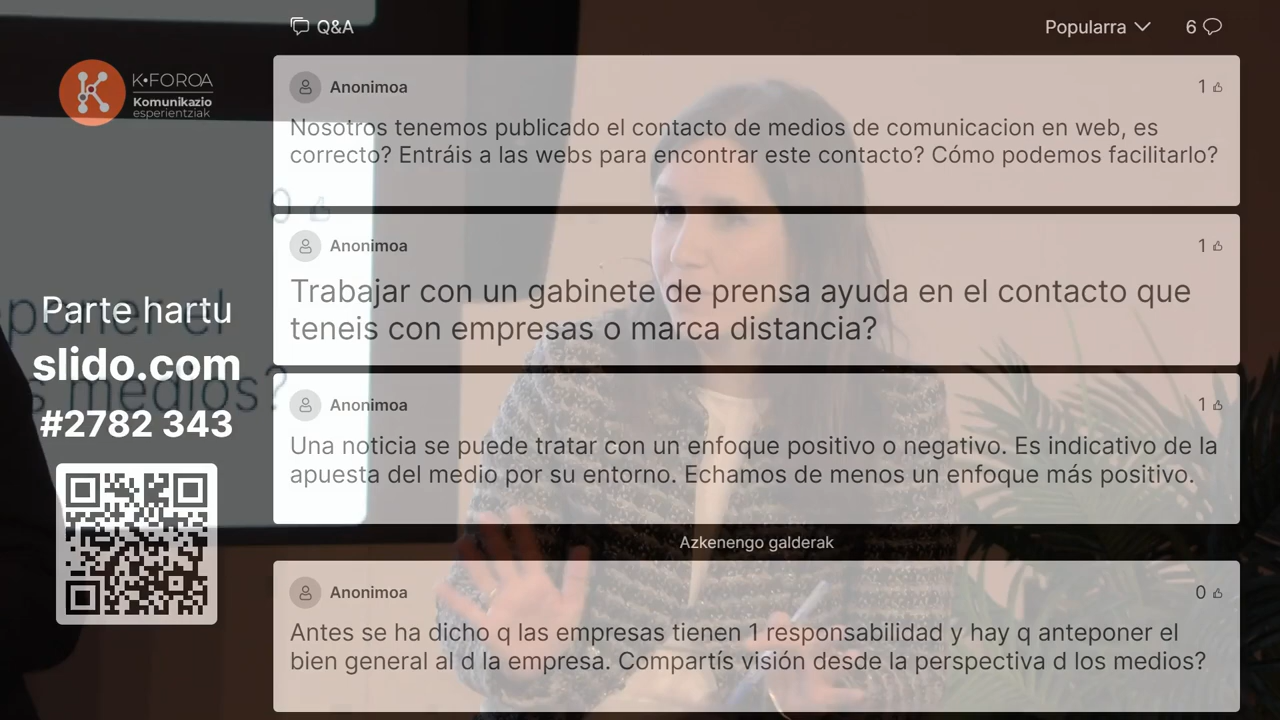 Q&A
Popularra
6
K•FOROA
Komunikazio
esperientziak
Anonimoa
1
Nosotros tenemos publicado el contacto de medios de comunicacion en web, es
correcto? Entráis a las webs para encontrar este contacto? Cómo podemos facilitarlo?
Anonimoa
1
Trabajar con un gabinete de prensa ayuda en el contacto que
teneis con empresas o marca distancia?
Anonimoa
1
Una noticia se puede tratar con un enfoque positivo o negativo. Es indicativo de la
apuesta del medio por su entorno. Echamos de menos un enfoque más positivo.
Azkenengo galderak
Anonimoa
0
Antes se ha dicho q las empresas tienen 1 responsabilidad y hay q anteponer el
bien general al d la empresa. Compartís visión desde la perspectiva d los medios?
Parte hartu
slido.com
#2782 343
0
poner el
s medios?